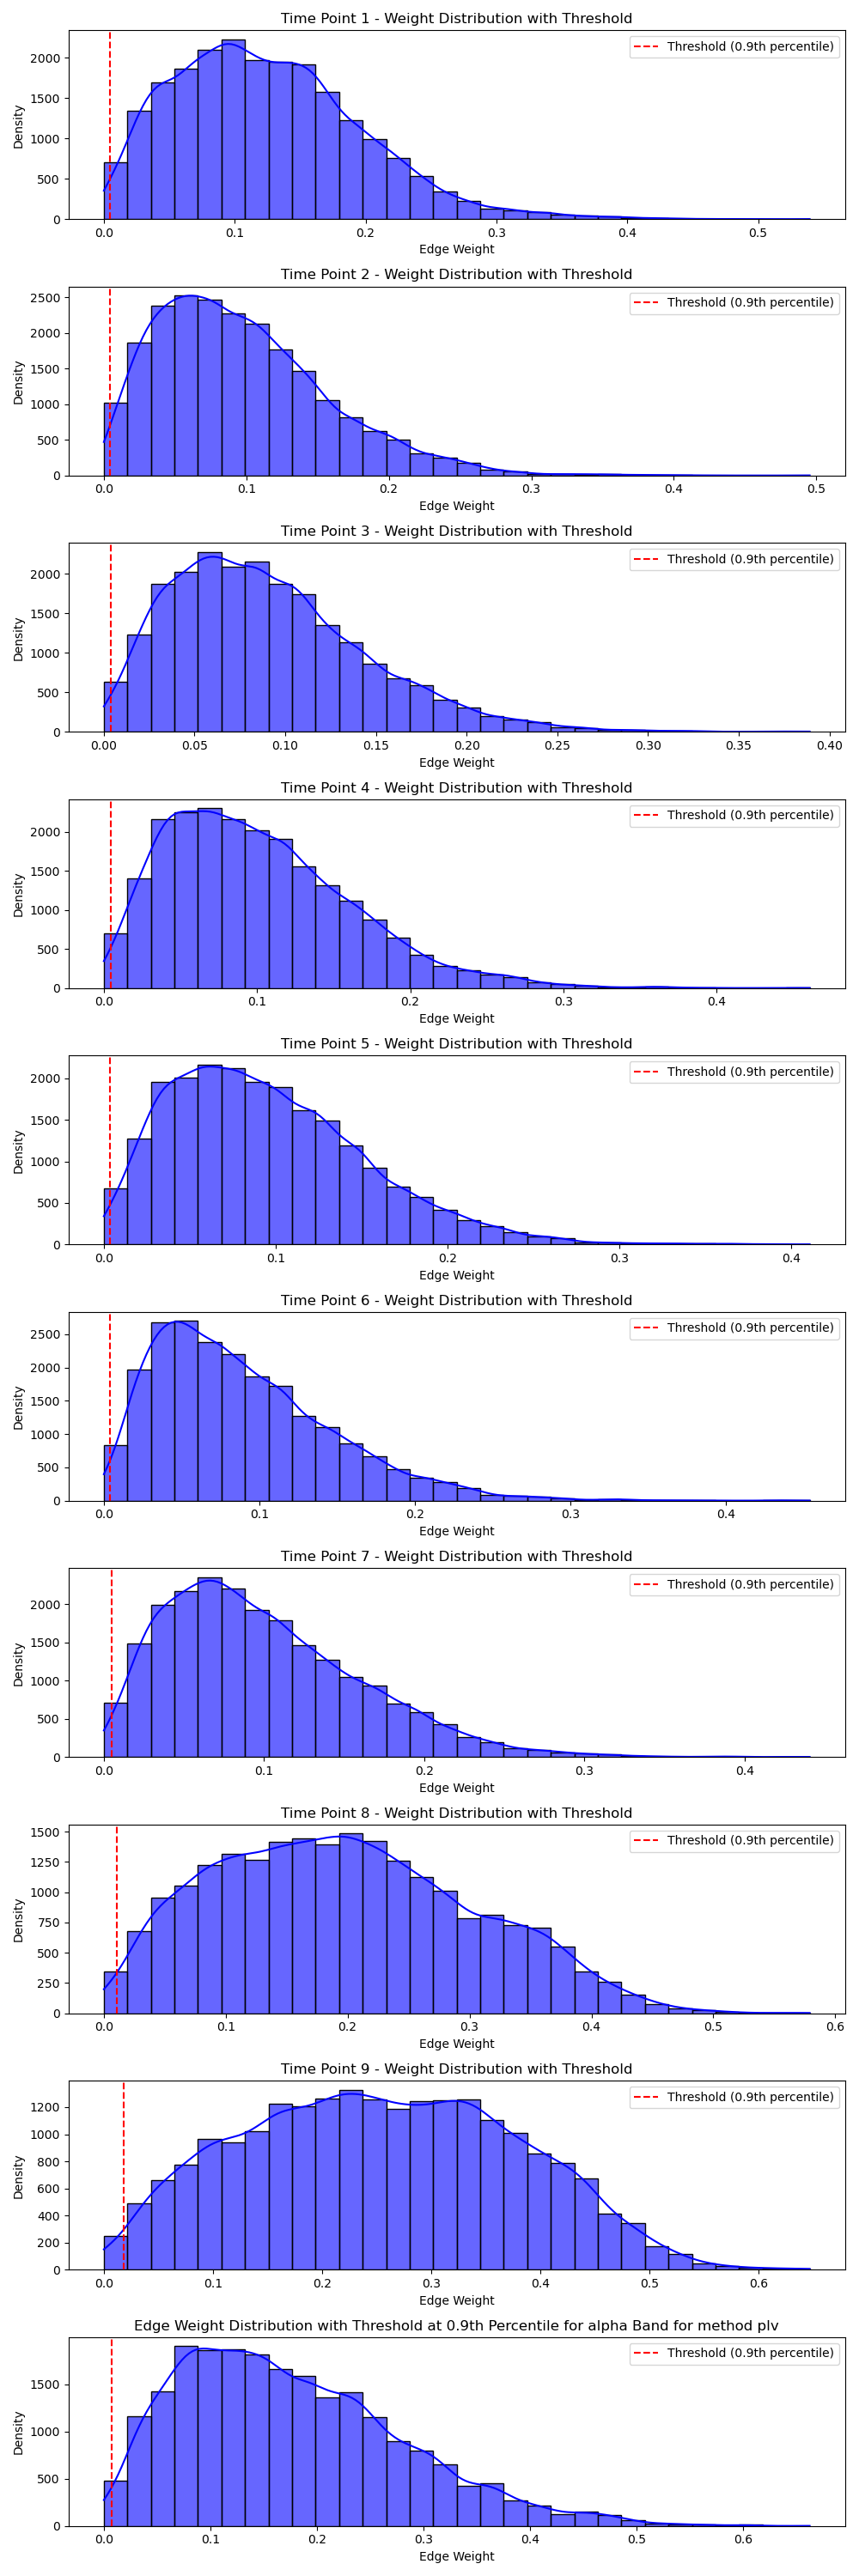 Time Point 1 - Weight Distribution with Threshold
Threshold (0.9th percentile)
Density
2000
1500
1000
500
0
0.0 0.1 0.2 0.3 0.4 0.5
Edge Weight
Time Point 2 - Weight Distribution with Threshold
Threshold (0.9th percentile)
Density
2500
2000
1500
1000
500
0
0.0 0.1 0.2 0.3 0.4 0.5
Edge Weight
Time Point 3 - Weight Distribution with Threshold
Threshold (0.9th percentile)
Density
2000
1500
1000
500
0
0.00 0.05 0.10 0.15 0.20 0.25 0.30 0.35 0.40
Edge Weight
Time Point 4 - Weight Distribution with Threshold
Threshold (0.9th percentile)
Density
2000
1500
1000
500
0
0.0 0.1 0.2 0.3 0.4
Edge Weight
Time Point 5 - Weight Distribution with Threshold
Threshold (0.9th percentile)
Density
2000
1500
1000
500
0
0.0 0.1 0.2 0.3 0.4
Edge Weight
Time Point 6 - Weight Distribution with Threshold
Threshold (0.9th percentile)
Density
2500
2000
1500
1000
500
0
0.0 0.1 0.2 0.3 0.4
Edge Weight
Time Point 7 - Weight Distribution with Threshold
Threshold (0.9th percentile)
Density
2000
1500
1000
500
0
0.0 0.1 0.2 0.3 0.4
Edge Weight
Time Point 8 - Weight Distribution with Threshold
Threshold (0.9th percentile)
Density
1500
1250
1000
750
500
250
0
0.0 0.1 0.2 0.3 0.4 0.5 0.6
Edge Weight
Time Point 9 - Weight Distribution with Threshold
Threshold (0.9th percentile)
Density
1200
1000
800
600
400
200
0
0.0 0.1 0.2 0.3 0.4 0.5 0.6
Edge Weight
Edge Weight Distribution with Threshold at 0.9th Percentile for alpha Band for method plv
Threshold (0.9th percentile)
Density
1500
1000
500
0
0.0 0.1 0.2 0.3 0.4 0.5 0.6
Edge Weight